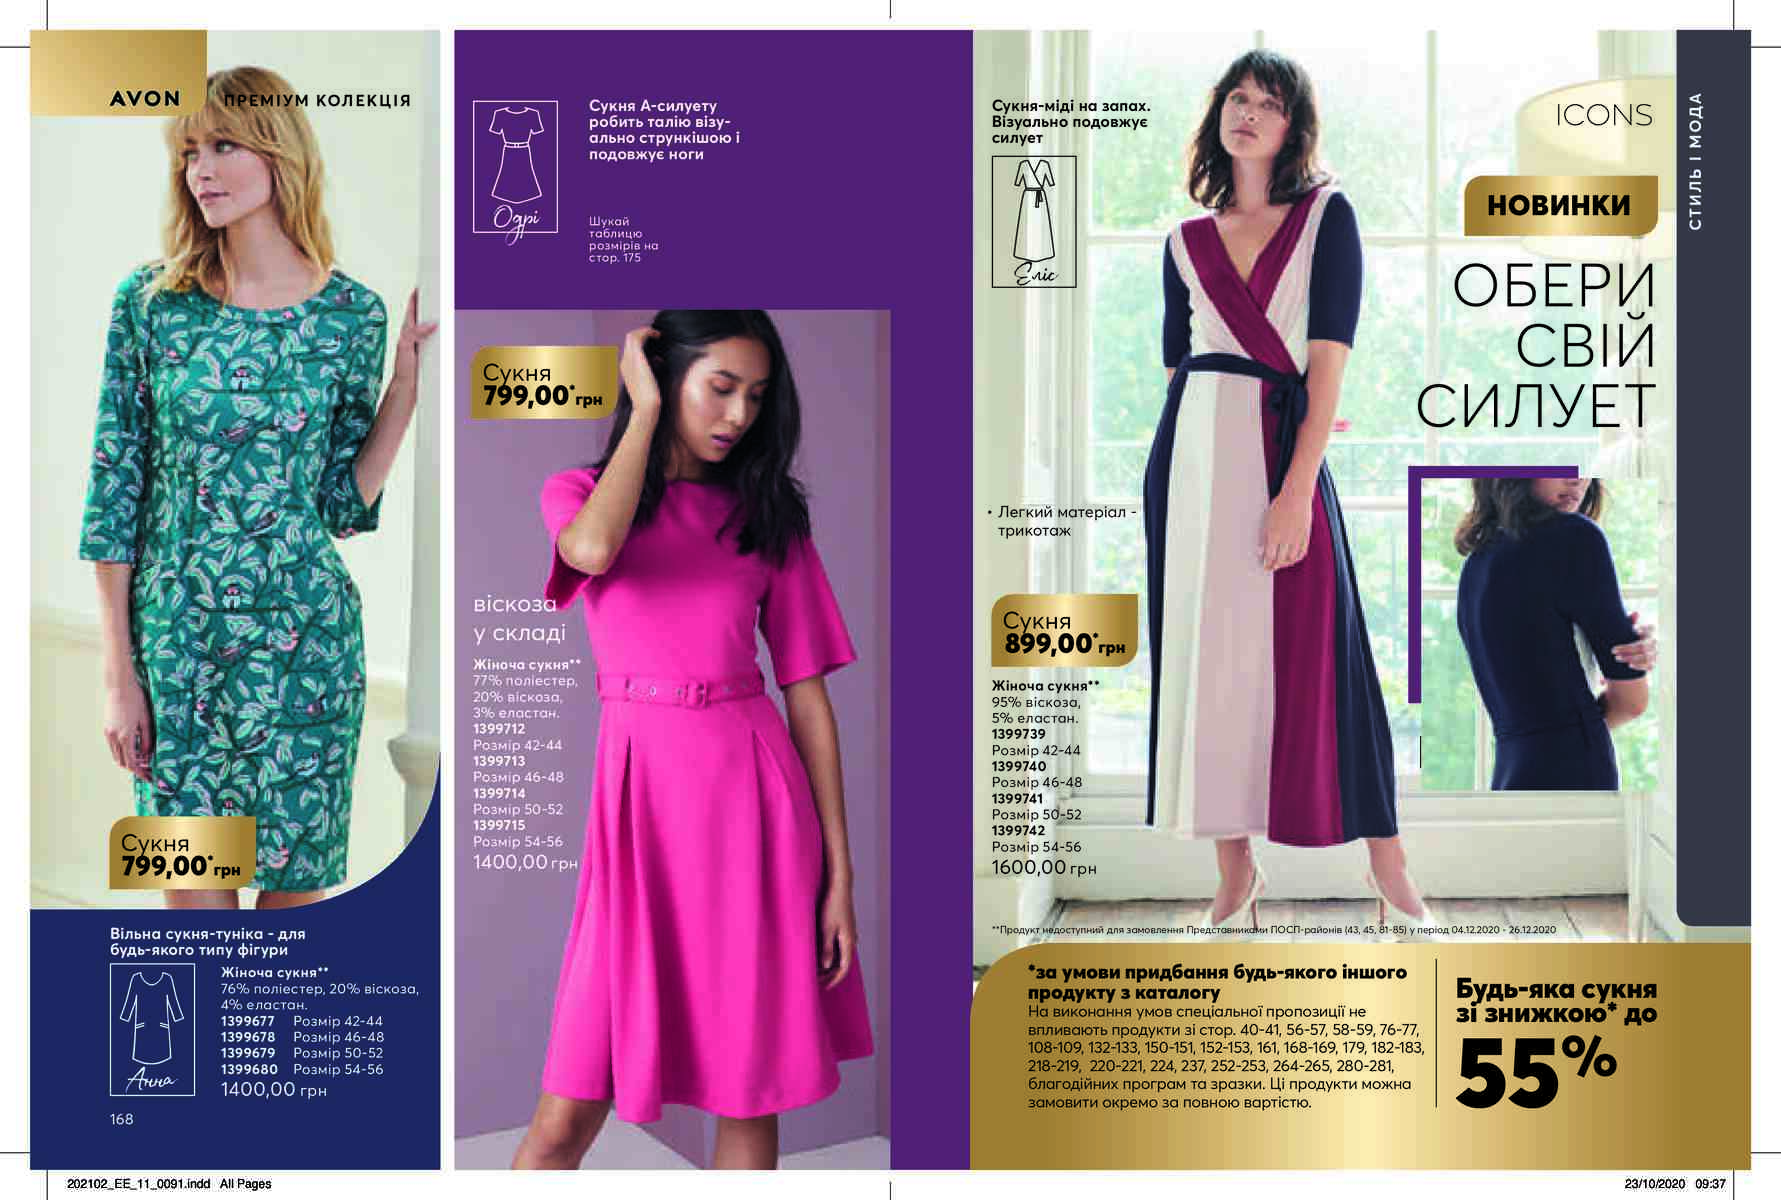 AVON
ПРЕМІУМ КОЛЕКЦІЯ
Сукня
799,00*грн
Вільна сукня-туніка - для
будь-якого типу фігури
Анна
Жіноча сукня**
76% поліестер, 20% віскоза,
4% еластан.
1399677 Розмір 42-44
1399678 Розмір 46-48
1399679 Розмір 50-52
1399680 Розмір 54-56
1400,00 грн
168
Одрі
Сукня А-силуету
робить талію візу-
ально стрункішою і
подовжує ноги
Шукай
таблицю
розмірів на
стор. 175
Сукня
799,00*грн
віскоза
у складі
Жіноча сукня**
77% поліестер,
20% віскоза,
3% еластан.
1399712
Розмір 42-44
1399713
Розмір 46-48
1399714
Розмір 50-52
1399715
Розмір 54-56
1400,00 грн
Сукня-міді на запах.
Візуально подовжує
силует
Еліс
ICONS
НОВИНКИ
ОБЕРИ
СВІЙ
СИЛУЕТ
СТИЛЬ І МОДА
• Легкий матеріал -
трикотаж
Сукня
899,00*грн
Жіноча сукня**
95% віскоза,
5% еластан.
1399739
Розмір 42-44
1399740
Розмір 46-48
1399741
Розмір 50-52
1399742
Розмір 54-56
1600,00 грн
**Продукт недоступний для замовлення Представниками ПОСП-районів (43, 45, 81-85) у період 04.12.2020 - 26.12.2020
*за умови придбання будь-якого іншого
продукту з каталогу
На виконання умов спеціальної пропозиції не
впливають продукти зі стор. 40-41, 56-57, 58-59, 76-77,
108-109, 132-133, 150-151, 152-153, 161, 168-169, 179, 182-183,
218-219, 220-221, 224, 237, 252-253, 264-265, 280-281,
благодійних програм та зразки. Ці продукти можна
замовити окремо за повною вартістю.
Будь-яка сукня
зі знижкою* до
55%
202102_EE_11_0091.indd All Pages
23/10/2020 09:37